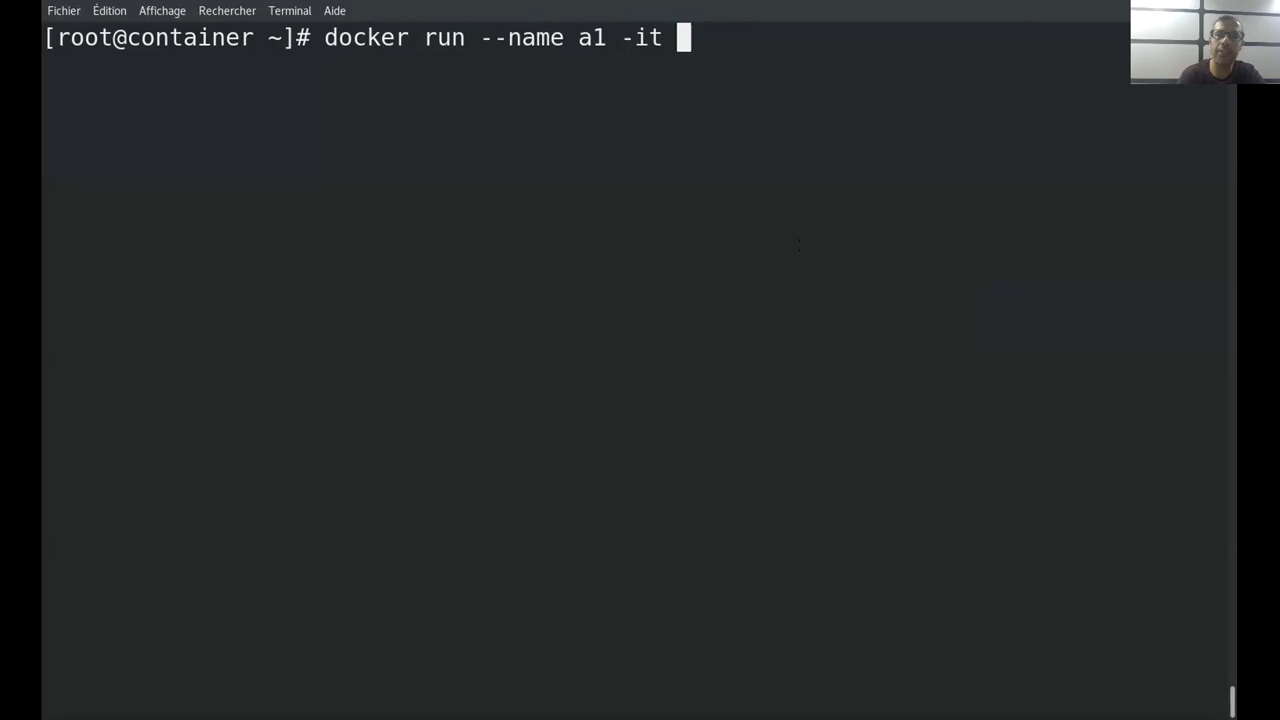 Fichier Édition Affichage Rechercher Terminal Aide
[root@container ~]# docker run --name a1 -it